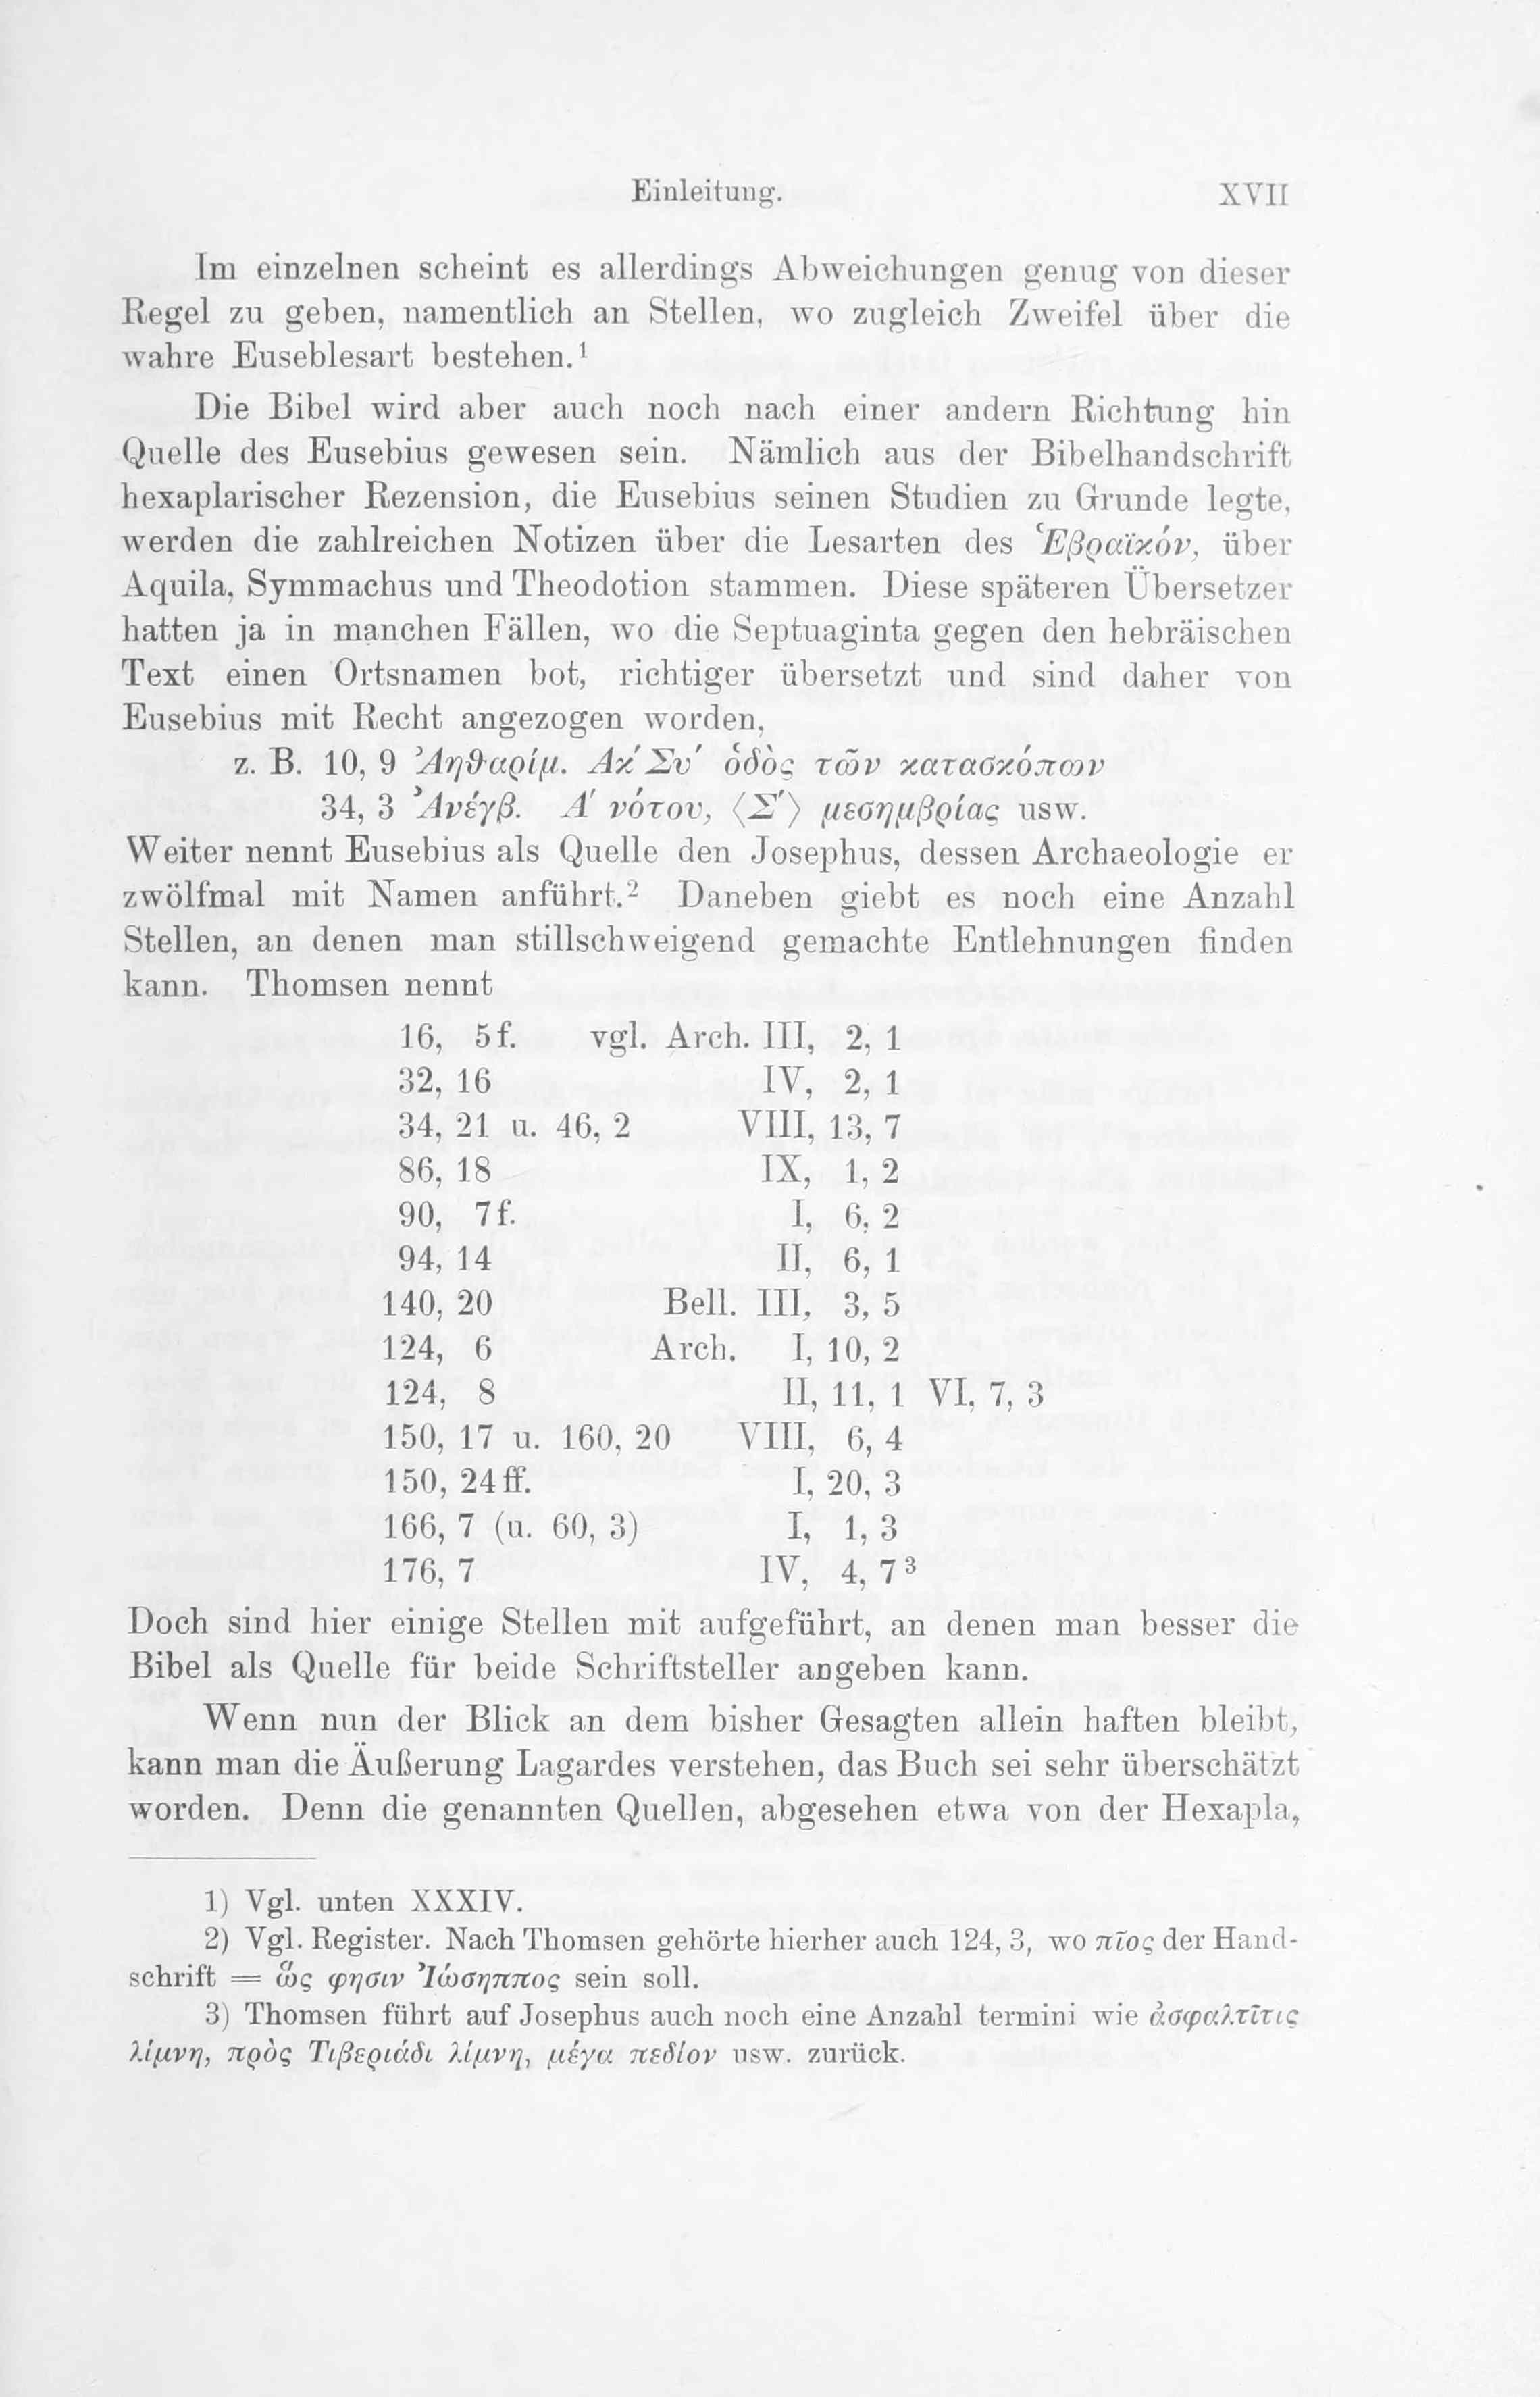 Einleitung. XVII
Im einzelnen scheint es allerdings Abweichungen genug von dieser
Regel zu geben, namentlich an Stellen, wo zugleich Zweifel über die
wahre Euseblesart bestehen.¹
Die Bibel wird aber auch noch nach einer andern Richtung hin
Quelle des Eusebius gewesen sein. Nämlich aus der Bibelhandschrift
hexaplarischer Rezension, die Eusebius seinen Studien zu Grunde legte,
werden die zahlreichen Notizen über die Lesarten des Ἑβραϊκόν, über
Aquila, Symmachus und Theodotion stammen. Diese späteren Übersetzer
hatten ja in manchen Fällen, wo die Septuaginta gegen den hebräischen
Text einen Ortsnamen bot, richtiger übersetzt und sind daher von
Eusebius mit Recht angezogen worden,
z. B. 10, 9 Ἀηθαρίμ. Ακ′ Συ′ ὁδὸς τῶν κατασκόπων
34, 3 Ἀνέγβ. Α′ νότου, ⟨Σ′⟩ μεσημβρίας usw.
Weiter nennt Eusebius als Quelle den Josephus, dessen Archaeologie er
zwölfmal mit Namen anführt.² Daneben giebt es noch eine Anzahl
Stellen, an denen man stillschweigend gemachte Entlehnungen finden
kann. Thomsen nennt
16, 5 f. vgl. Arch. III, 2, 1
32, 16 IV, 2, 1
34, 21 u. 46, 2 VIII, 13, 7
86, 18 IX, 1, 2
90, 7 f. I, 6, 2
94, 14 II, 6, 1
140, 20 Bell. III, 3, 5
124, 6 Arch. I, 10, 2
124, 8 II, 11, 1 VI, 7, 3
150, 17 u. 160, 20 VIII, 6, 4
150, 24 ff. I, 20, 3
166, 7 (u. 60, 3) I, 1, 3
176, 7 IV, 4, 7³
Doch sind hier einige Stellen mit aufgeführt, an denen man besser die
Bibel als Quelle für beide Schriftsteller angeben kann.
Wenn nun der Blick an dem bisher Gesagten allein haften bleibt,
kann man die Äußerung Lagardes verstehen, das Buch sei sehr überschätzt
worden. Denn die genannten Quellen, abgesehen etwa von der Hexapla,
1) Vgl. unten XXXIV.
2) Vgl. Register. Nach Thomsen gehörte hierher auch 124, 3, wo πῖος der Hand-
schrift = ὥς φησιν Ἰώσηππος sein soll.
3) Thomsen führt auf Josephus auch noch eine Anzahl termini wie ἀσφαλτῖτις
λίμνη, πρὸς Τιβεριάδι λίμνη, μέγα πεδίον usw. zurück.